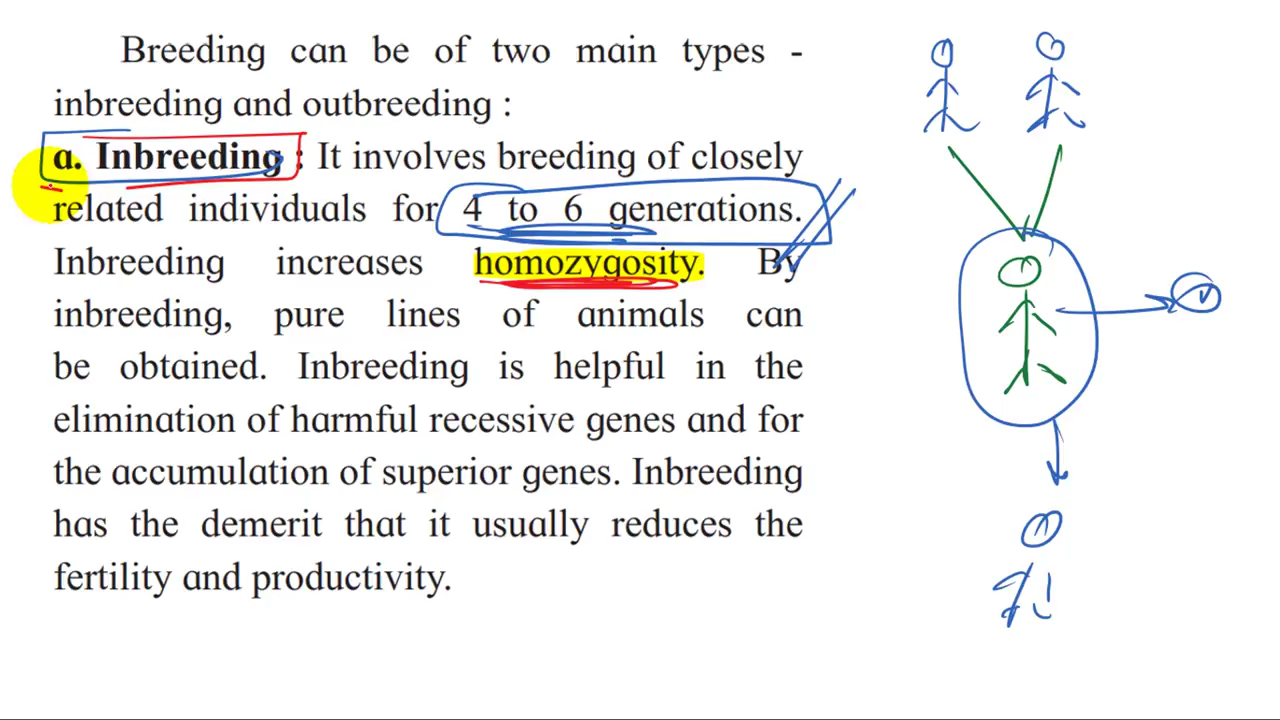 Breeding can be of two main types -
inbreeding and outbreeding :
a. Inbreeding : It involves breeding of closely
related individuals for 4 to 6 generations.
Inbreeding increases homozygosity. By
inbreeding, pure lines of animals can
be obtained. Inbreeding is helpful in the
elimination of harmful recessive genes and for
the accumulation of superior genes. Inbreeding
has the demerit that it usually reduces the
fertility and productivity.